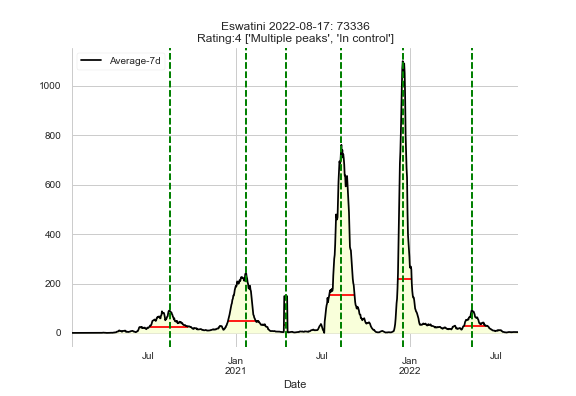 Eswatini 2022-08-17: 73336
Rating:4 ['Multiple peaks', 'In control']
Average-7d
1000
800
600
400
200
0
Jul
Jan
2021
Jul
Jan
2022
Jul
Date